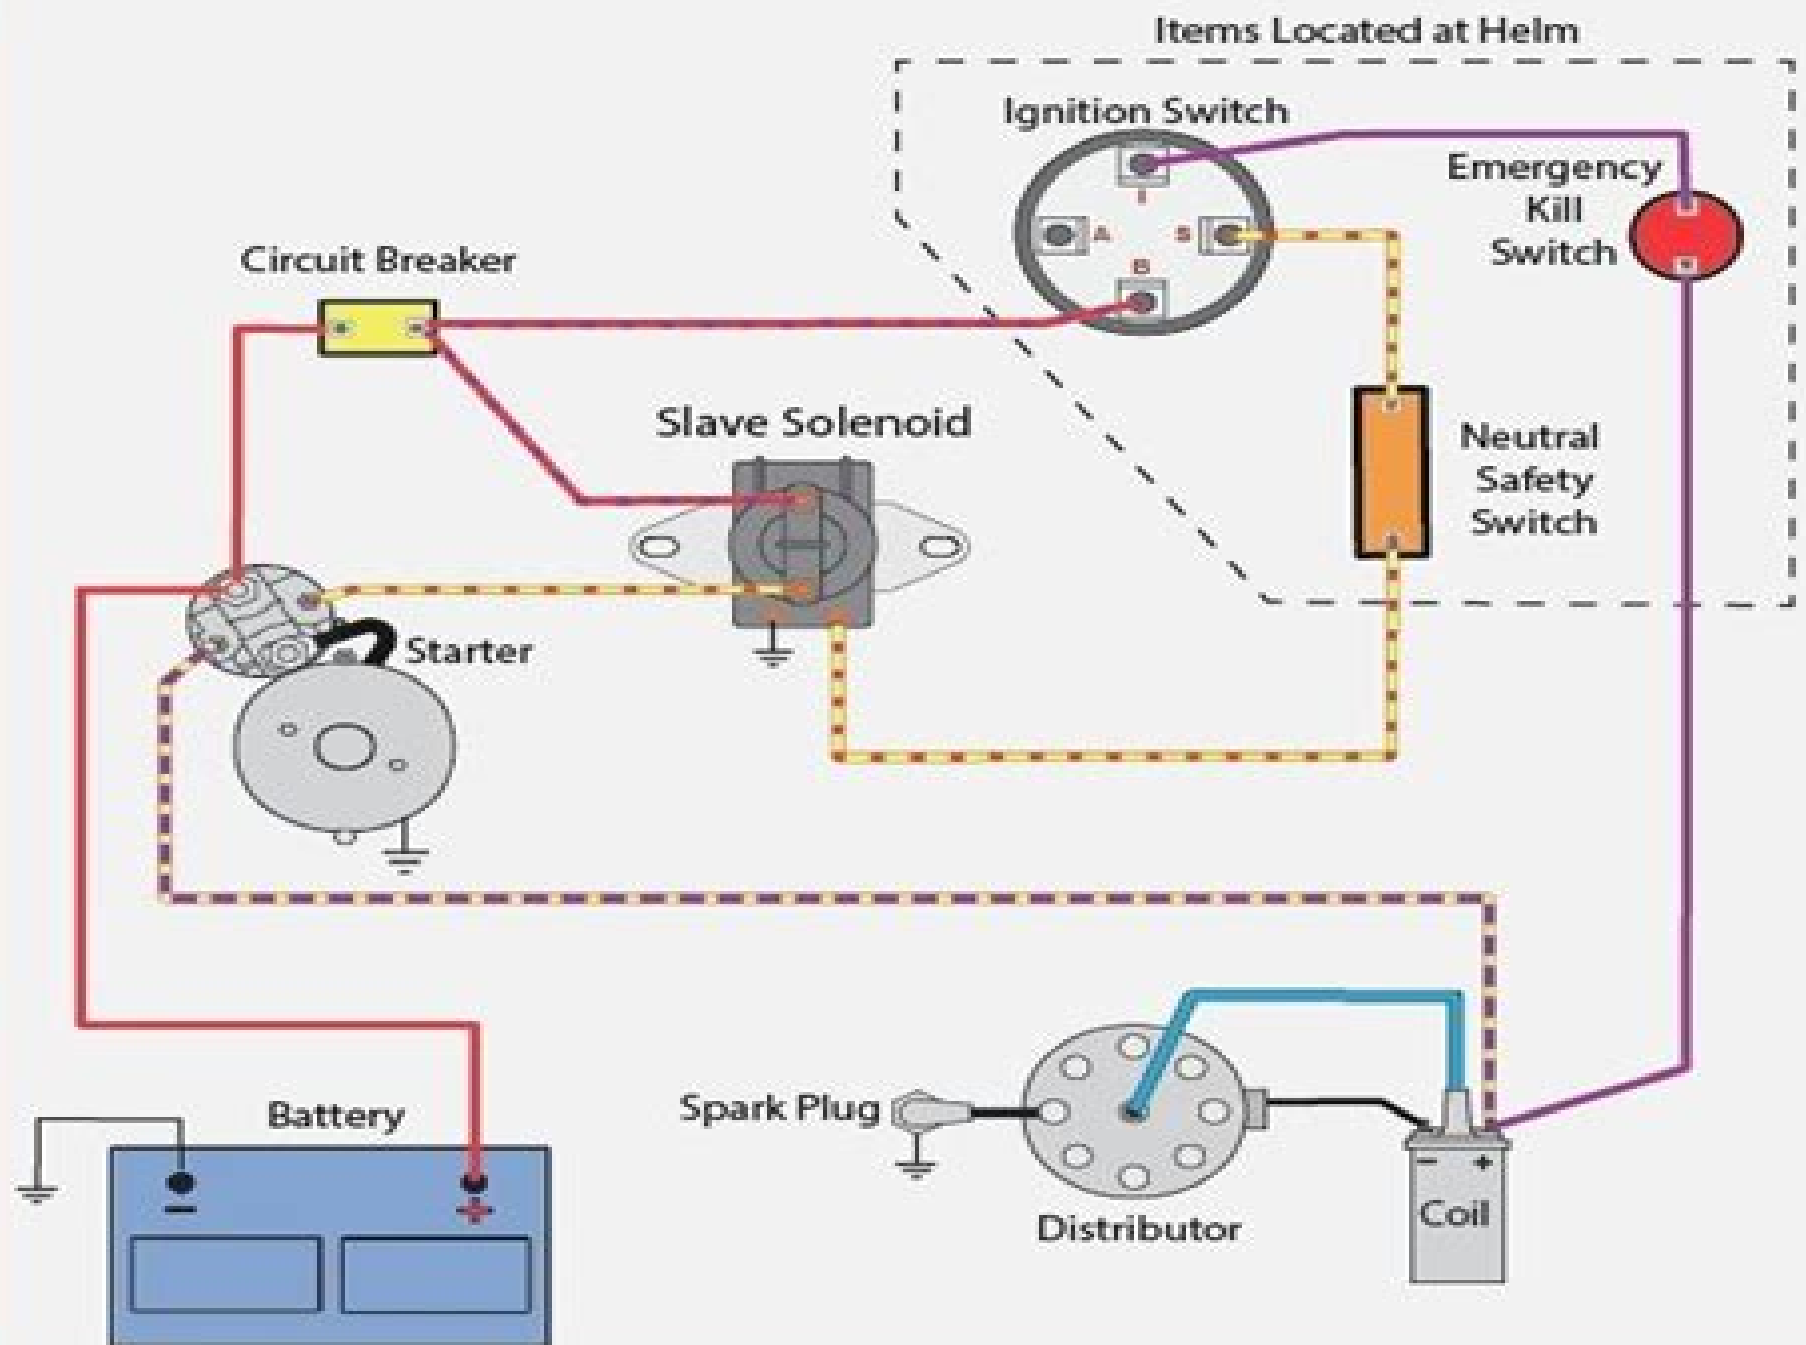 Items Located at Helm
Ignition Switch
I
A
S
B
Emergency
Kill
Switch
Circuit Breaker
Slave Solenoid
Neutral
Safety
Switch
Starter
Battery
−
+
Spark Plug
Distributor
− +
Coil